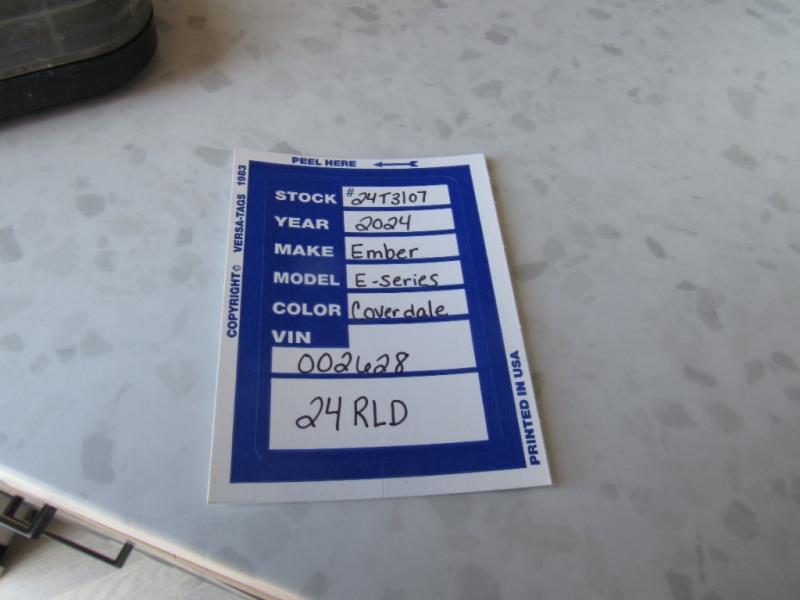 PEEL HERE
COPYRIGHT© VERSA-TAGS 1983
STOCK #24T3107
YEAR 2024
MAKE Ember
MODEL E-series
COLOR Coverdale
VIN
002628
24 RLD
PRINTED IN USA